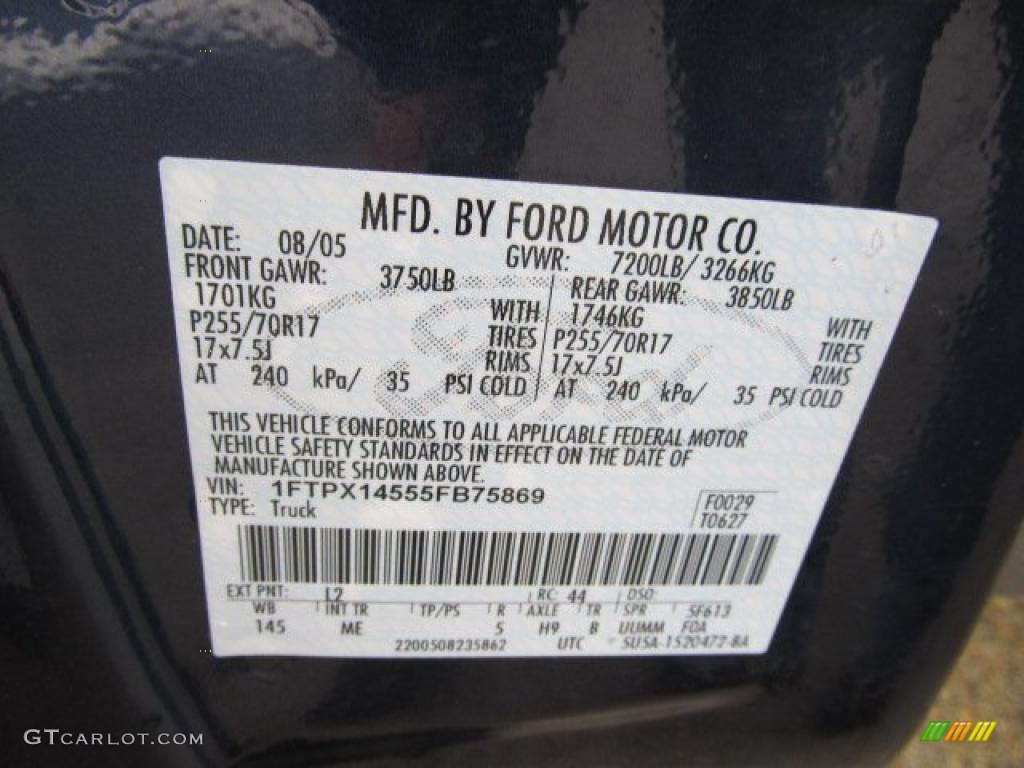 MFD. BY FORD MOTOR CO.
DATE: 08/05 GVWR: 7200LB/ 3266KG
FRONT GAWR: 3750LB REAR GAWR: 3850LB
1701KG WITH 1746KG WITH
P255/70R17 TIRES P255/70R17 TIRES
17x7.5J RIMS 17x7.5J RIMS
AT 240 kPa/ 35 PSI COLD AT 240 kPa/ 35 PSI COLD
THIS VEHICLE CONFORMS TO ALL APPLICABLE FEDERAL MOTOR
VEHICLE SAFETY STANDARDS IN EFFECT ON THE DATE OF
MANUFACTURE SHOWN ABOVE.
VIN: 1FTPX14555FB75869 F0029
TYPE: Truck T0627
EXT PNT: L2 RC: 44 DSO:
WB INT TR TP/PS R AXLE TR SPR SF613
145 ME 5 H9 B UUMM FOA
2200508235862 UTC SU5A-1520472-BA
GTCARLOT.COM